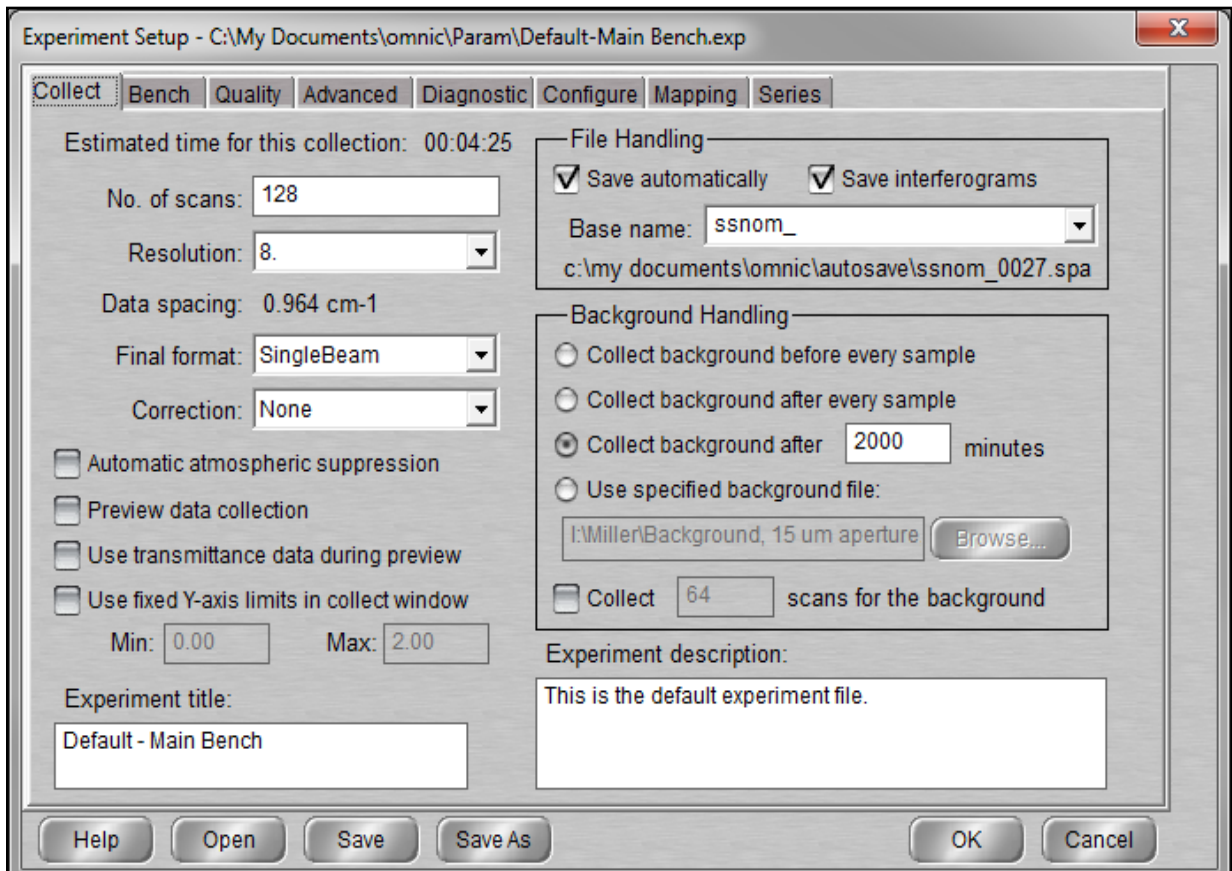 Experiment Setup - C:\My Documents\omnic\Param\Default-Main Bench.exp
x
Collect Bench Quality Advanced Diagnostic Configure Mapping Series
Estimated time for this collection: 00:04:25
No. of scans: 128
Resolution: 8.
Data spacing: 0.964 cm-1
Final format: SingleBeam
Correction: None
Automatic atmospheric suppression
Preview data collection
Use transmittance data during preview
Use fixed Y-axis limits in collect window
Min: 0.00 Max: 2.00
Experiment title:
Default - Main Bench
File Handling
Save automatically Save interferograms
Base name: ssnom_
c:\my documents\omnic\autosave\ssnom_0027.spa
Background Handling
Collect background before every sample
Collect background after every sample
Collect background after 2000 minutes
Use specified background file:
I:\Miller\Background, 15 um aperture Browse...
Collect 64 scans for the background
Experiment description:
This is the default experiment file.
Help Open Save Save As OK Cancel